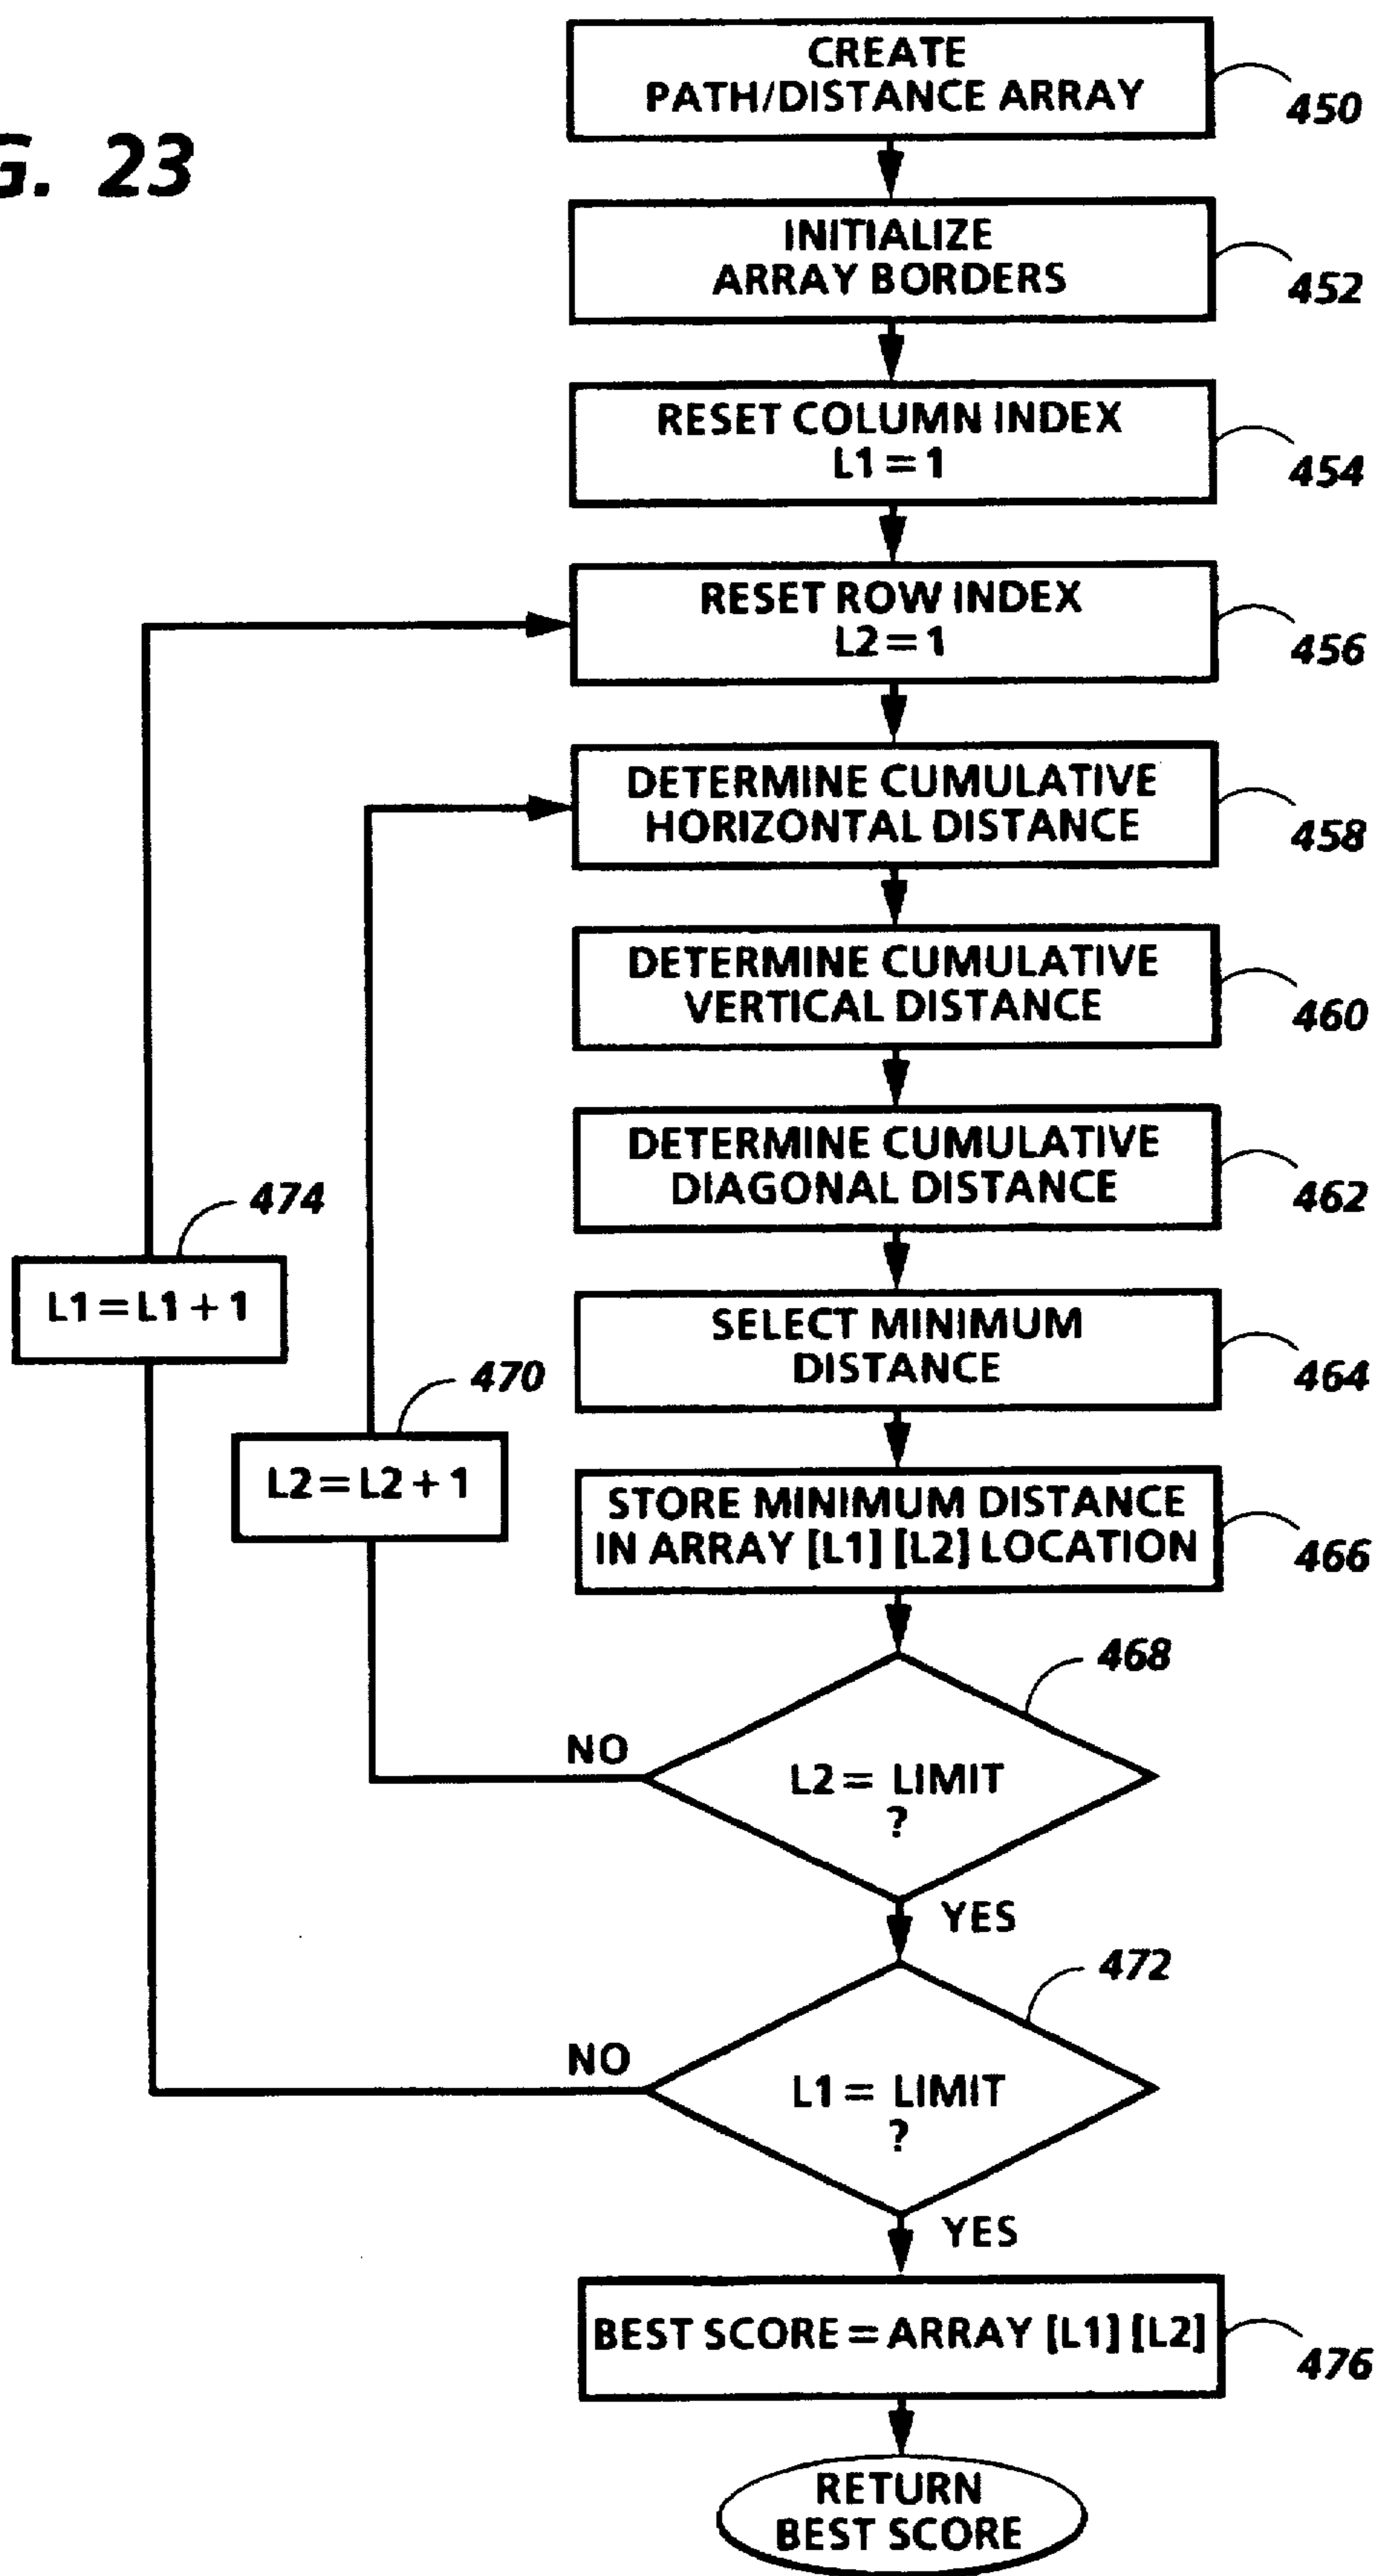 G. 23
CREATE
PATH/DISTANCE ARRAY
450
INITIALIZE
ARRAY BORDERS
452
RESET COLUMN INDEX
L1 = 1
454
RESET ROW INDEX
L2 = 1
456
DETERMINE CUMULATIVE
HORIZONTAL DISTANCE
458
DETERMINE CUMULATIVE
VERTICAL DISTANCE
460
DETERMINE CUMULATIVE
DIAGONAL DISTANCE
462
474
L1 = L1 + 1
SELECT MINIMUM
DISTANCE
464
470
L2 = L2 + 1
STORE MINIMUM DISTANCE
IN ARRAY [L1] [L2] LOCATION
466
468
NO
L2 = LIMIT
?
YES
472
NO
L1 = LIMIT
?
YES
BEST SCORE = ARRAY [L1] [L2]
476
RETURN
BEST SCORE